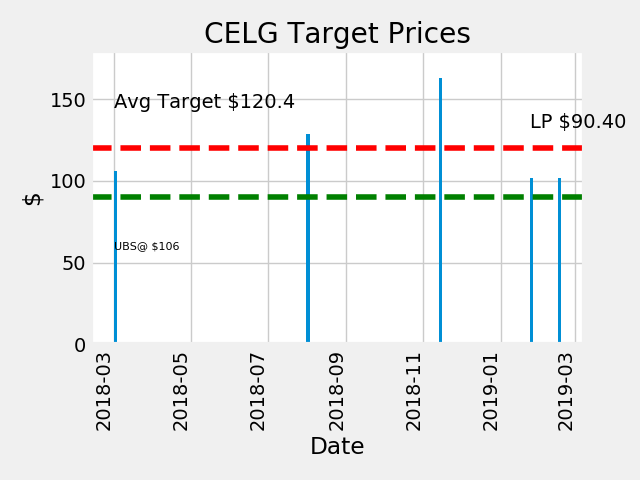 CELG Target Prices
Avg Target $120.4
LP $90.40
UBS@ $106
$
150
100
50
0
2018-03
2018-05
2018-07
2018-09
2018-11
2019-01
2019-03
Date